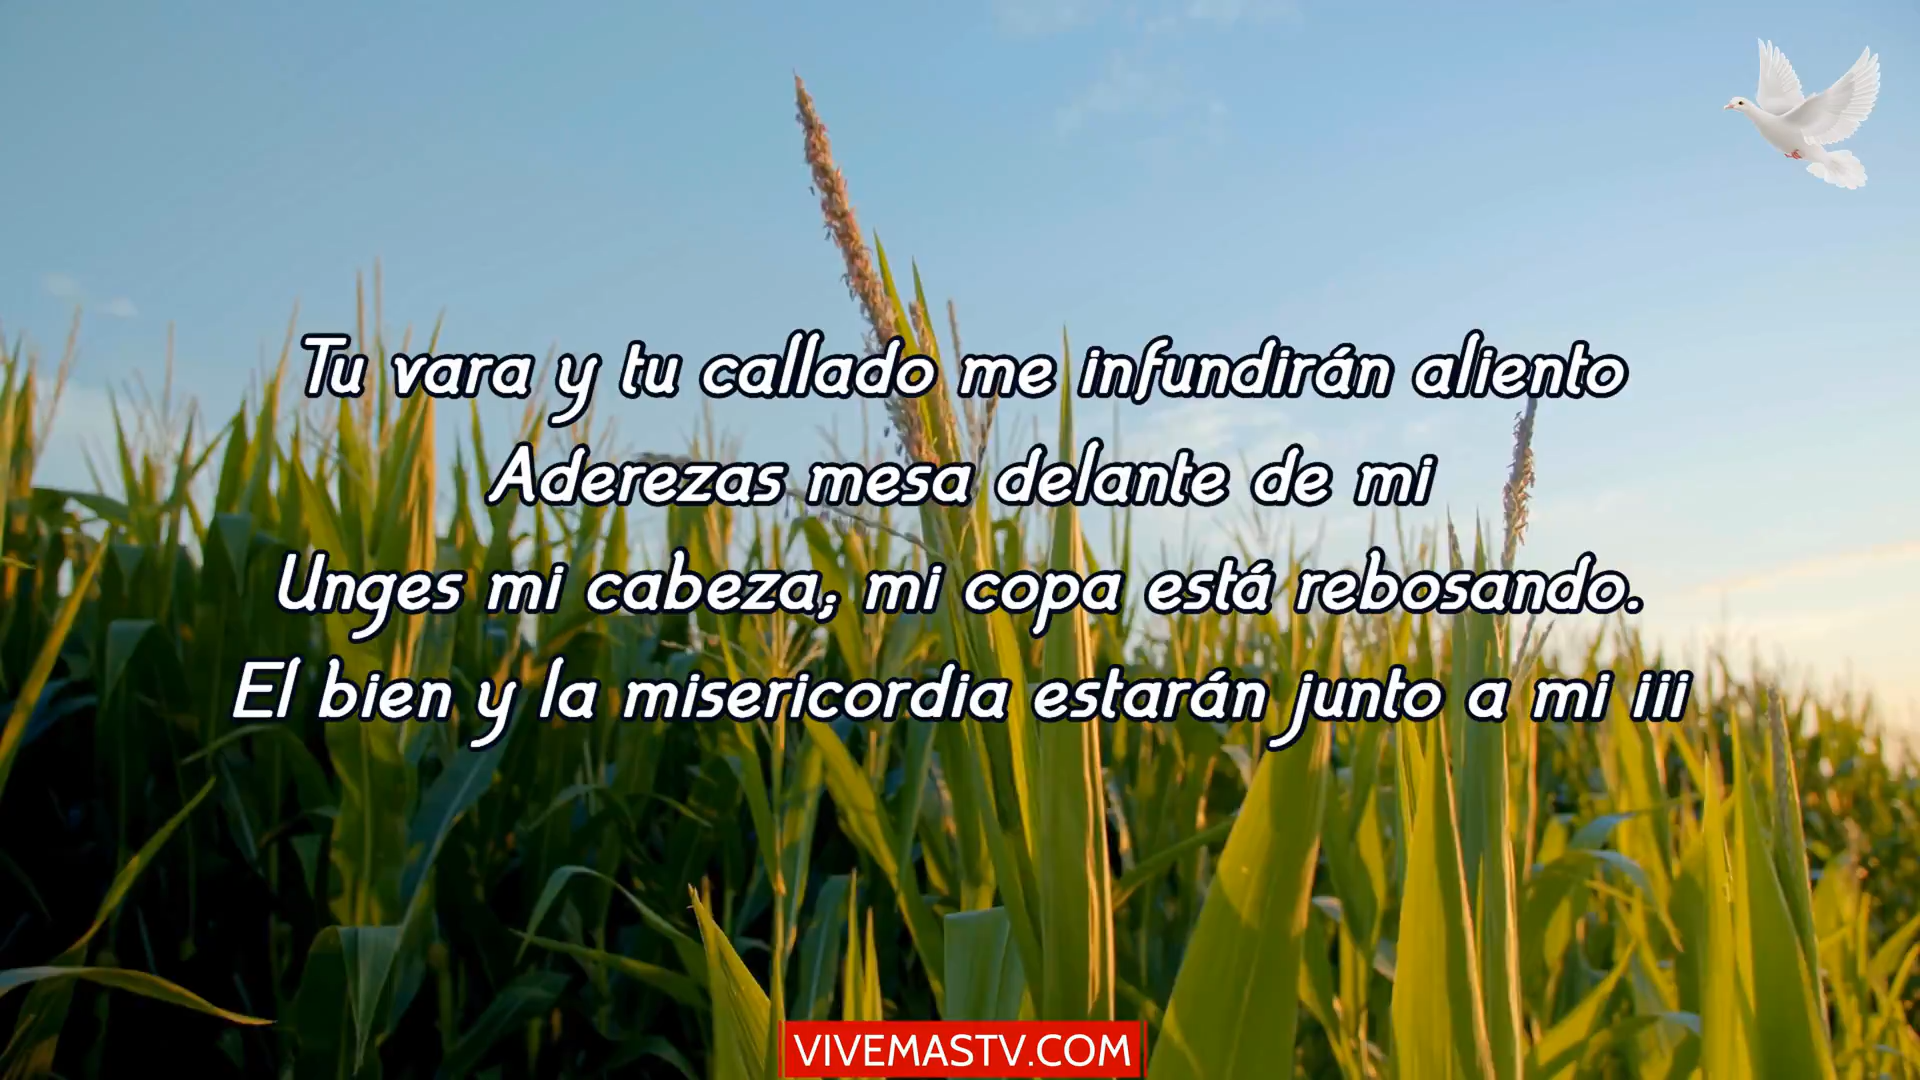 Tu vara y tu callado me infundirán aliento
Aderezas mesa delante de mi
Unges mi cabeza; mi copa está rebosando.
El bien y la misericordia estarán junto a mi iii
VIVEMASTV.COM